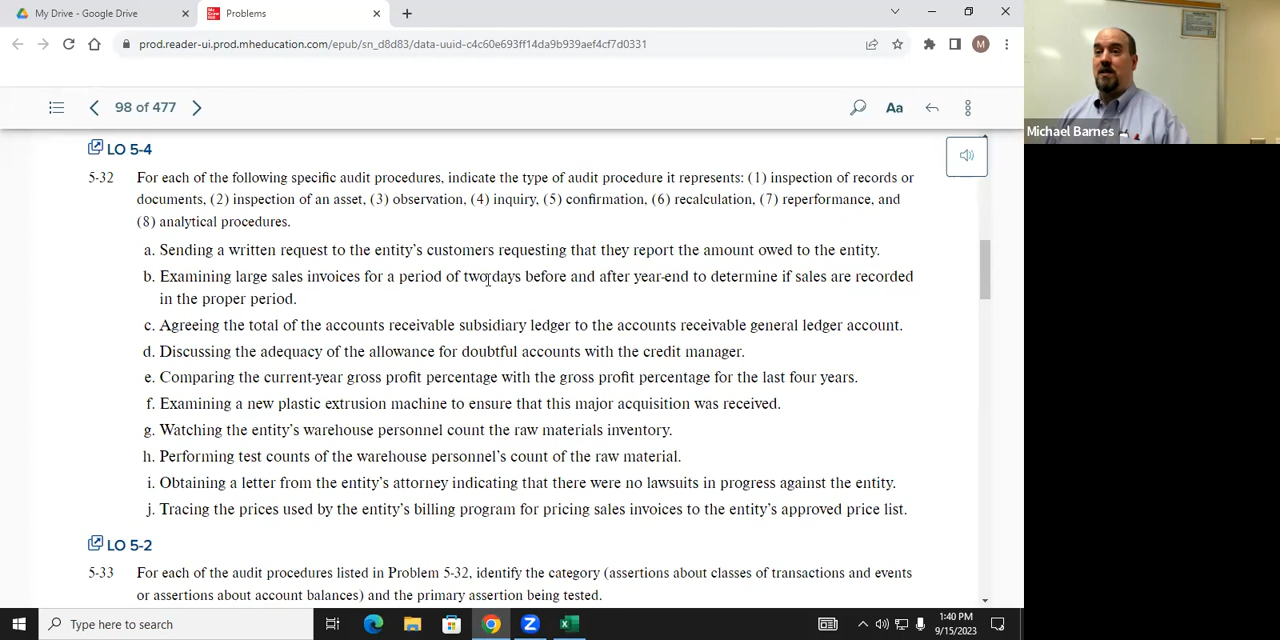 My Drive - Google Drive
Problems
prod.reader-ui.prod.mheducation.com/epub/sn_d8d83/data-uuid-c4c60e693ff14da9b939aef4cf7d0331
M
98 of 477
Aa
LO 5-4
5-32 For each of the following specific audit procedures, indicate the type of audit procedure it represents: (1) inspection of records or
documents, (2) inspection of an asset, (3) observation, (4) inquiry, (5) confirmation, (6) recalculation, (7) reperformance, and
(8) analytical procedures.
a. Sending a written request to the entity's customers requesting that they report the amount owed to the entity.
b. Examining large sales invoices for a period of two days before and after year-end to determine if sales are recorded
in the proper period.
c. Agreeing the total of the accounts receivable subsidiary ledger to the accounts receivable general ledger account.
d. Discussing the adequacy of the allowance for doubtful accounts with the credit manager.
e. Comparing the current-year gross profit percentage with the gross profit percentage for the last four years.
f. Examining a new plastic extrusion machine to ensure that this major acquisition was received.
g. Watching the entity's warehouse personnel count the raw materials inventory.
h. Performing test counts of the warehouse personnel's count of the raw material.
i. Obtaining a letter from the entity's attorney indicating that there were no lawsuits in progress against the entity.
j. Tracing the prices used by the entity's billing program for pricing sales invoices to the entity's approved price list.
LO 5-2
5-33 For each of the audit procedures listed in Problem 5-32, identify the category (assertions about classes of transactions and events
or assertions about account balances) and the primary assertion being tested.
Type here to search
1:40 PM
9/15/2023
Michael Barnes